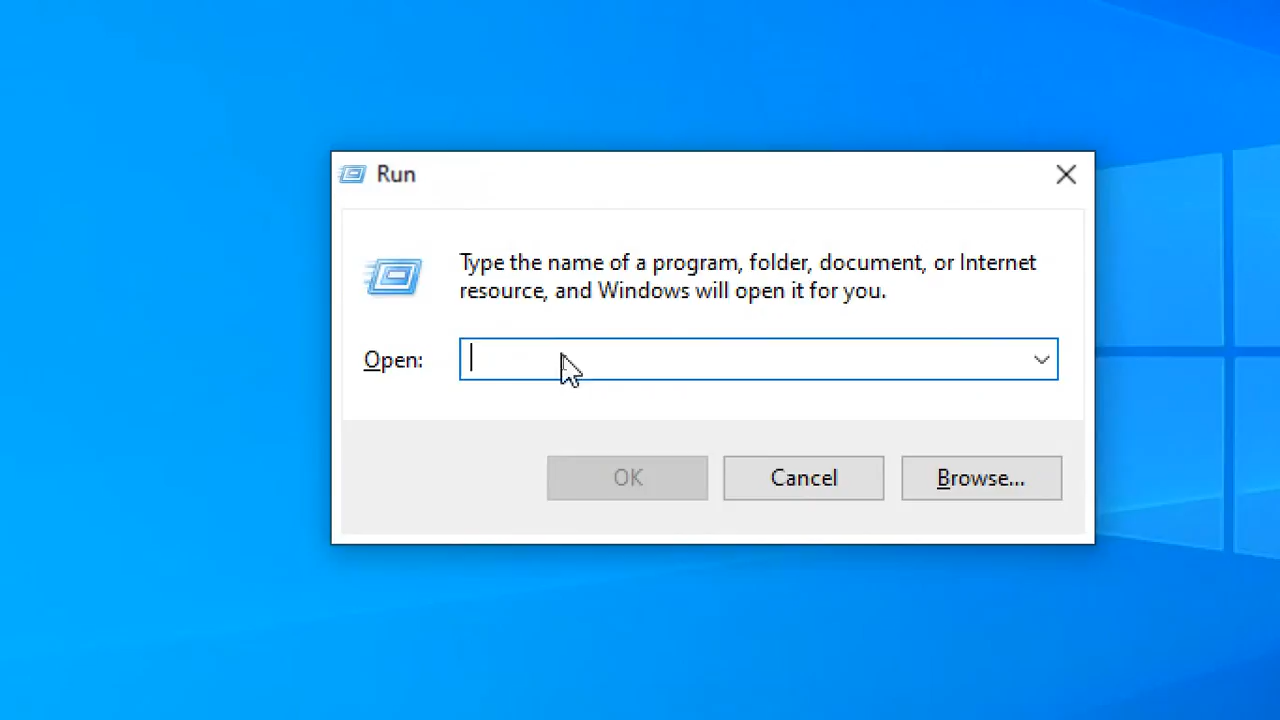 Run
Type the name of a program, folder, document, or Internet
resource, and Windows will open it for you.
Open:
OK
Cancel
Browse...